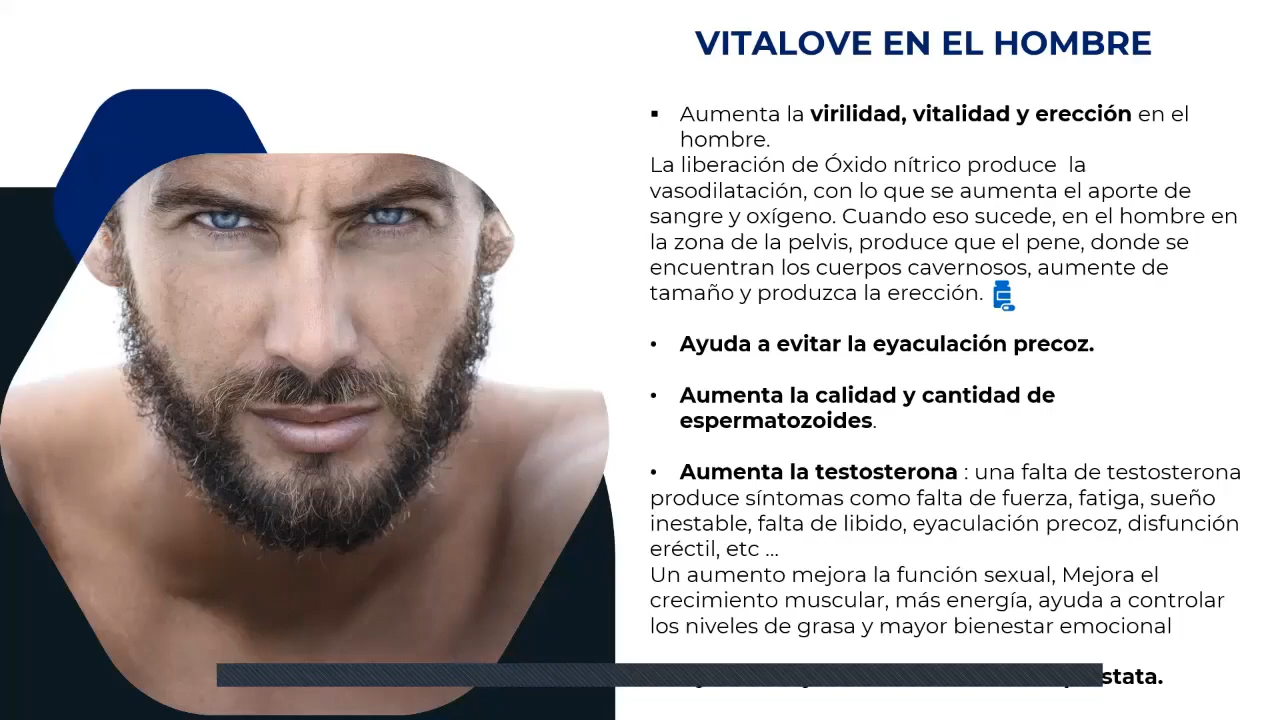 VITALOVE EN EL HOMBRE
▪ Aumenta la virilidad, vitalidad y erección en el
hombre.
La liberación de Óxido nítrico produce la
vasodilatación, con lo que se aumenta el aporte de
sangre y oxígeno. Cuando eso sucede, en el hombre en
la zona de la pelvis, produce que el pene, donde se
encuentran los cuerpos cavernosos, aumente de
tamaño y produzca la erección.
• Ayuda a evitar la eyaculación precoz.
• Aumenta la calidad y cantidad de
espermatozoides.
• Aumenta la testosterona : una falta de testosterona
produce síntomas como falta de fuerza, fatiga, sueño
inestable, falta de libido, eyaculación precoz, disfunción
eréctil, etc ...
Un aumento mejora la función sexual, Mejora el
crecimiento muscular, más energía, ayuda a controlar
los niveles de grasa y mayor bienestar emocional